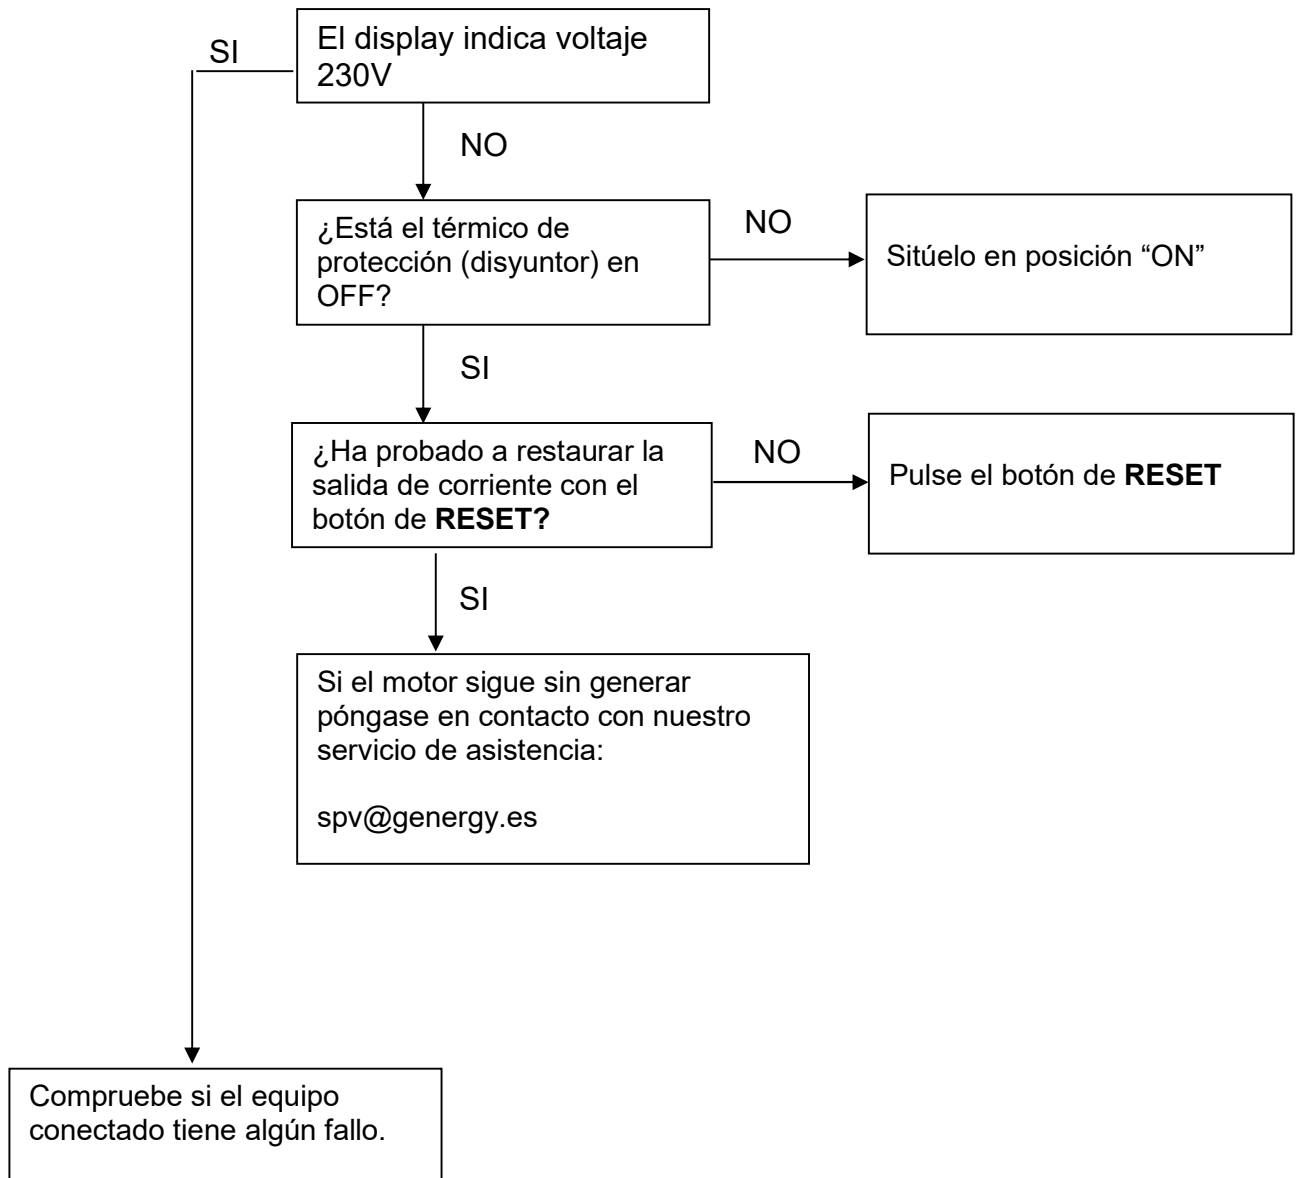 SI
El display indica voltaje
230V
NO
¿Está el térmico de
protección (disyuntor) en
OFF?
NO
Sitúelo en posición “ON”
SI
¿Ha probado a restaurar la
salida de corriente con el
botón de RESET?
NO
Pulse el botón de RESET
SI
Si el motor sigue sin generar
póngase en contacto con nuestro
servicio de asistencia:
spv@genergy.es
Compruebe si el equipo
conectado tiene algún fallo.